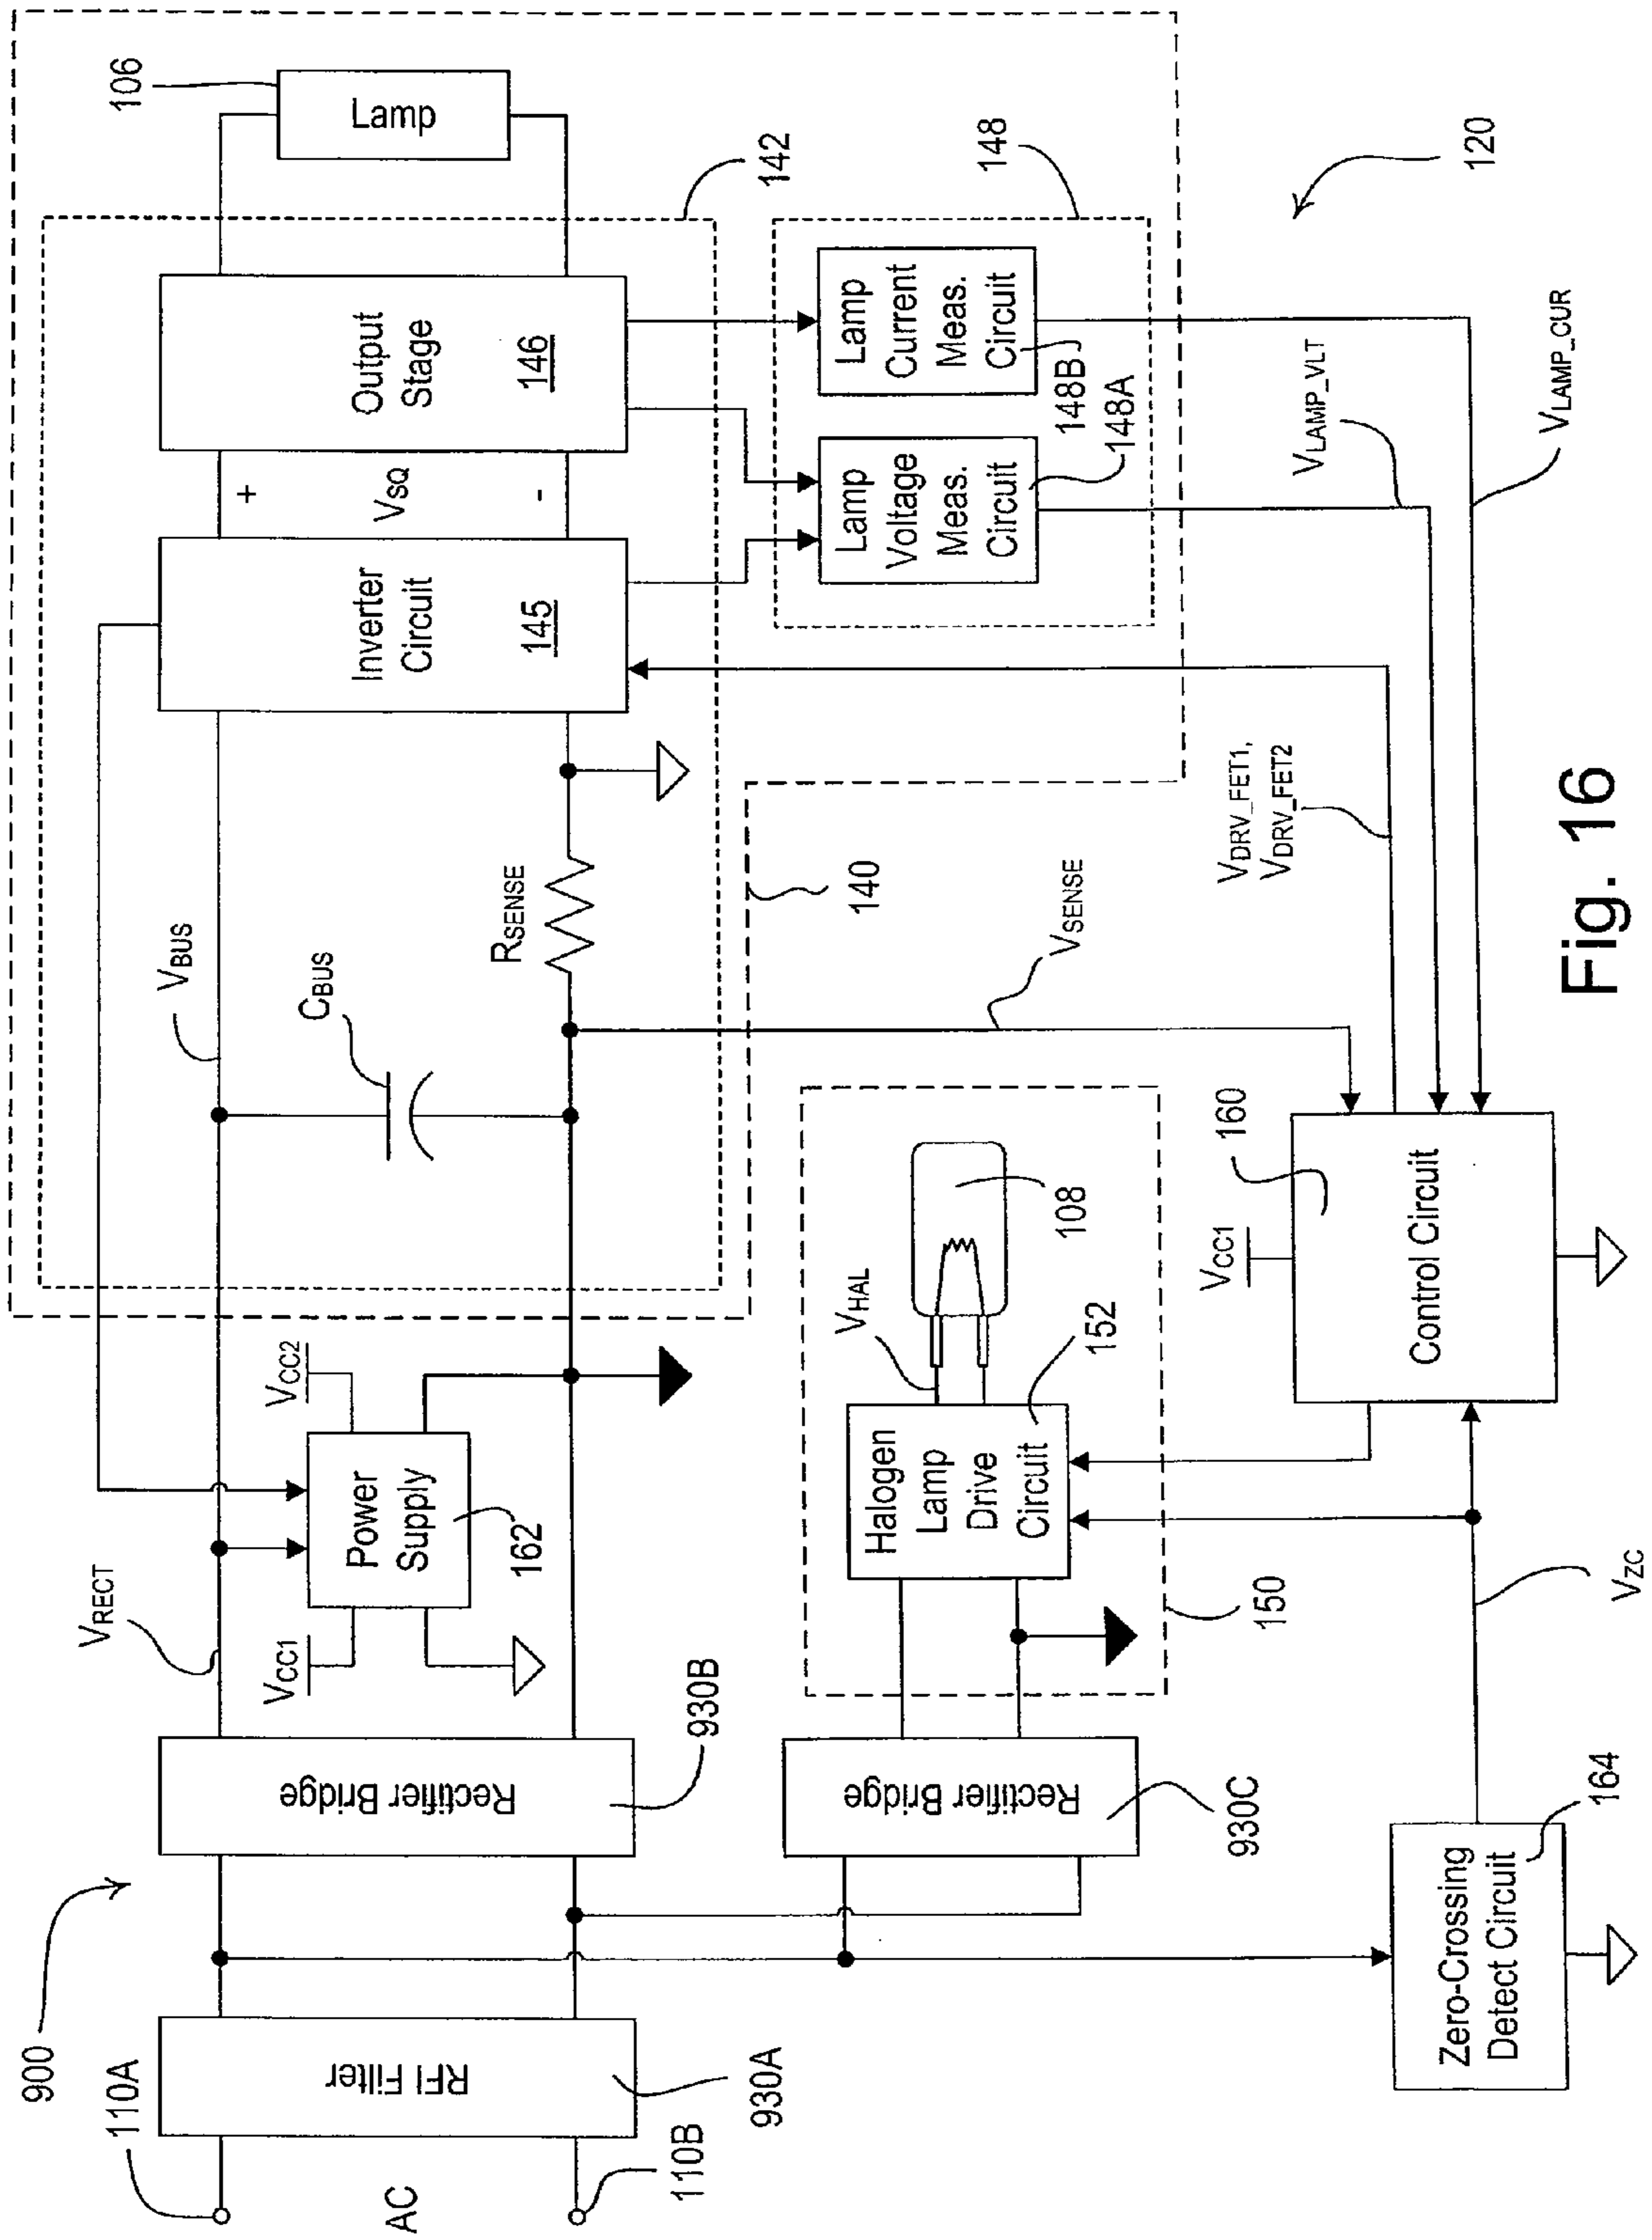 900
110A
AC
110B
RFI Filter
930A
Rectifier Bridge
930B
VRECT
VCC1
VCC2
Power
Supply
162
VBUS
CBUS
RSENSE
Inverter
Circuit
145
+
VSQ
-
Output
Stage
146
Lamp
106
142
148
Lamp
Voltage
Meas.
Circuit
148A
Lamp
Current
Meas.
Circuit
148B
120
140
VSENSE
VDRV_FET1,
VDRV_FET2
VLAMP_VLT
VLAMP_CUR
Rectifier Bridge
930C
150
Halogen
Lamp
Drive
Circuit
152
VHAL
108
VCC1
160
Control Circuit
Zero-Crossing
Detect Circuit
164
VZC
Fig. 16